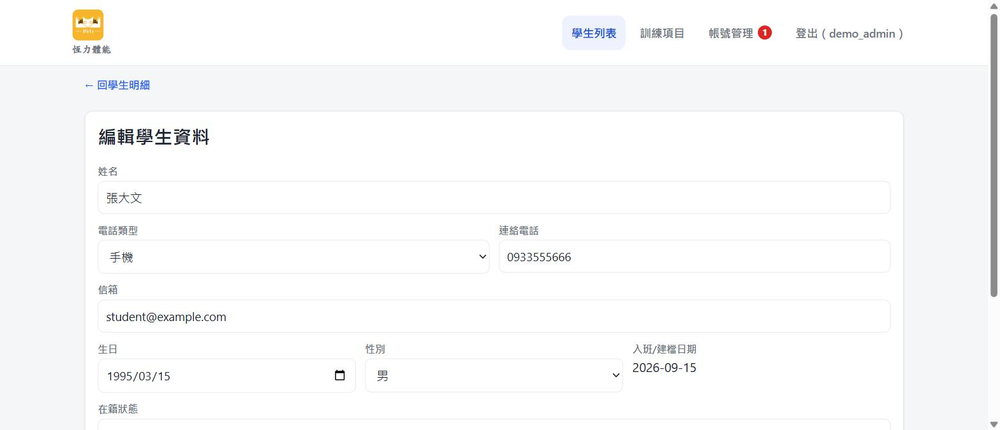 恆力體能
學生列表
訓練項目
帳號管理 1
登出 ( demo_admin )
← 回學生明細
編輯學生資料
姓名
張大文
電話類型
連絡電話
手機
0933555666
信箱
student@example.com
生日
性別
入班/建檔日期
1995/03/15
男
2026-09-15
在籍狀態